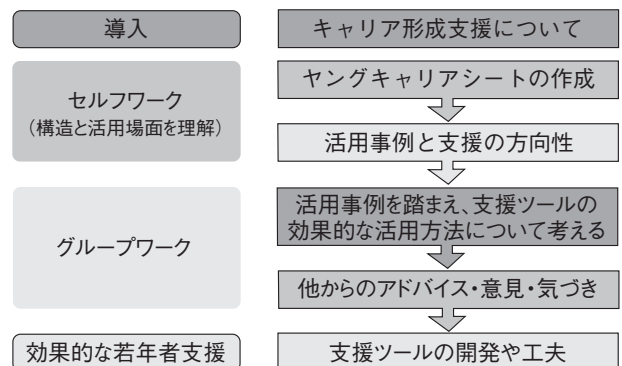 導入
キャリア形成支援について
セルフワーク
（構造と活用場面を理解）
ヤングキャリアシートの作成
活用事例と支援の方向性
グループワーク
活用事例を踏まえ、支援ツールの
効果的な活用方法について考える
他からのアドバイス・意見・気づき
効果的な若年者支援
支援ツールの開発や工夫